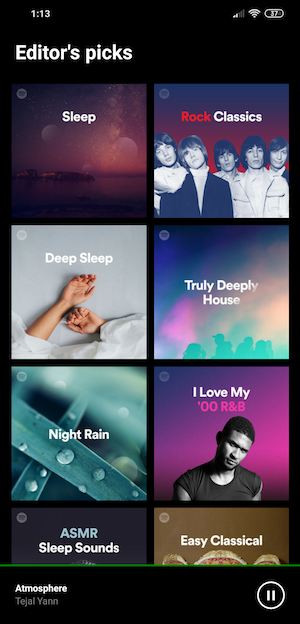 1:13
37
Editor's picks
Sleep
Rock Classics
Deep Sleep
Truly Deeply
House
Night Rain
I Love My
'00 R&B
ASMR
Sleep Sounds
Easy Classical
Atmosphere
Tejal Yann